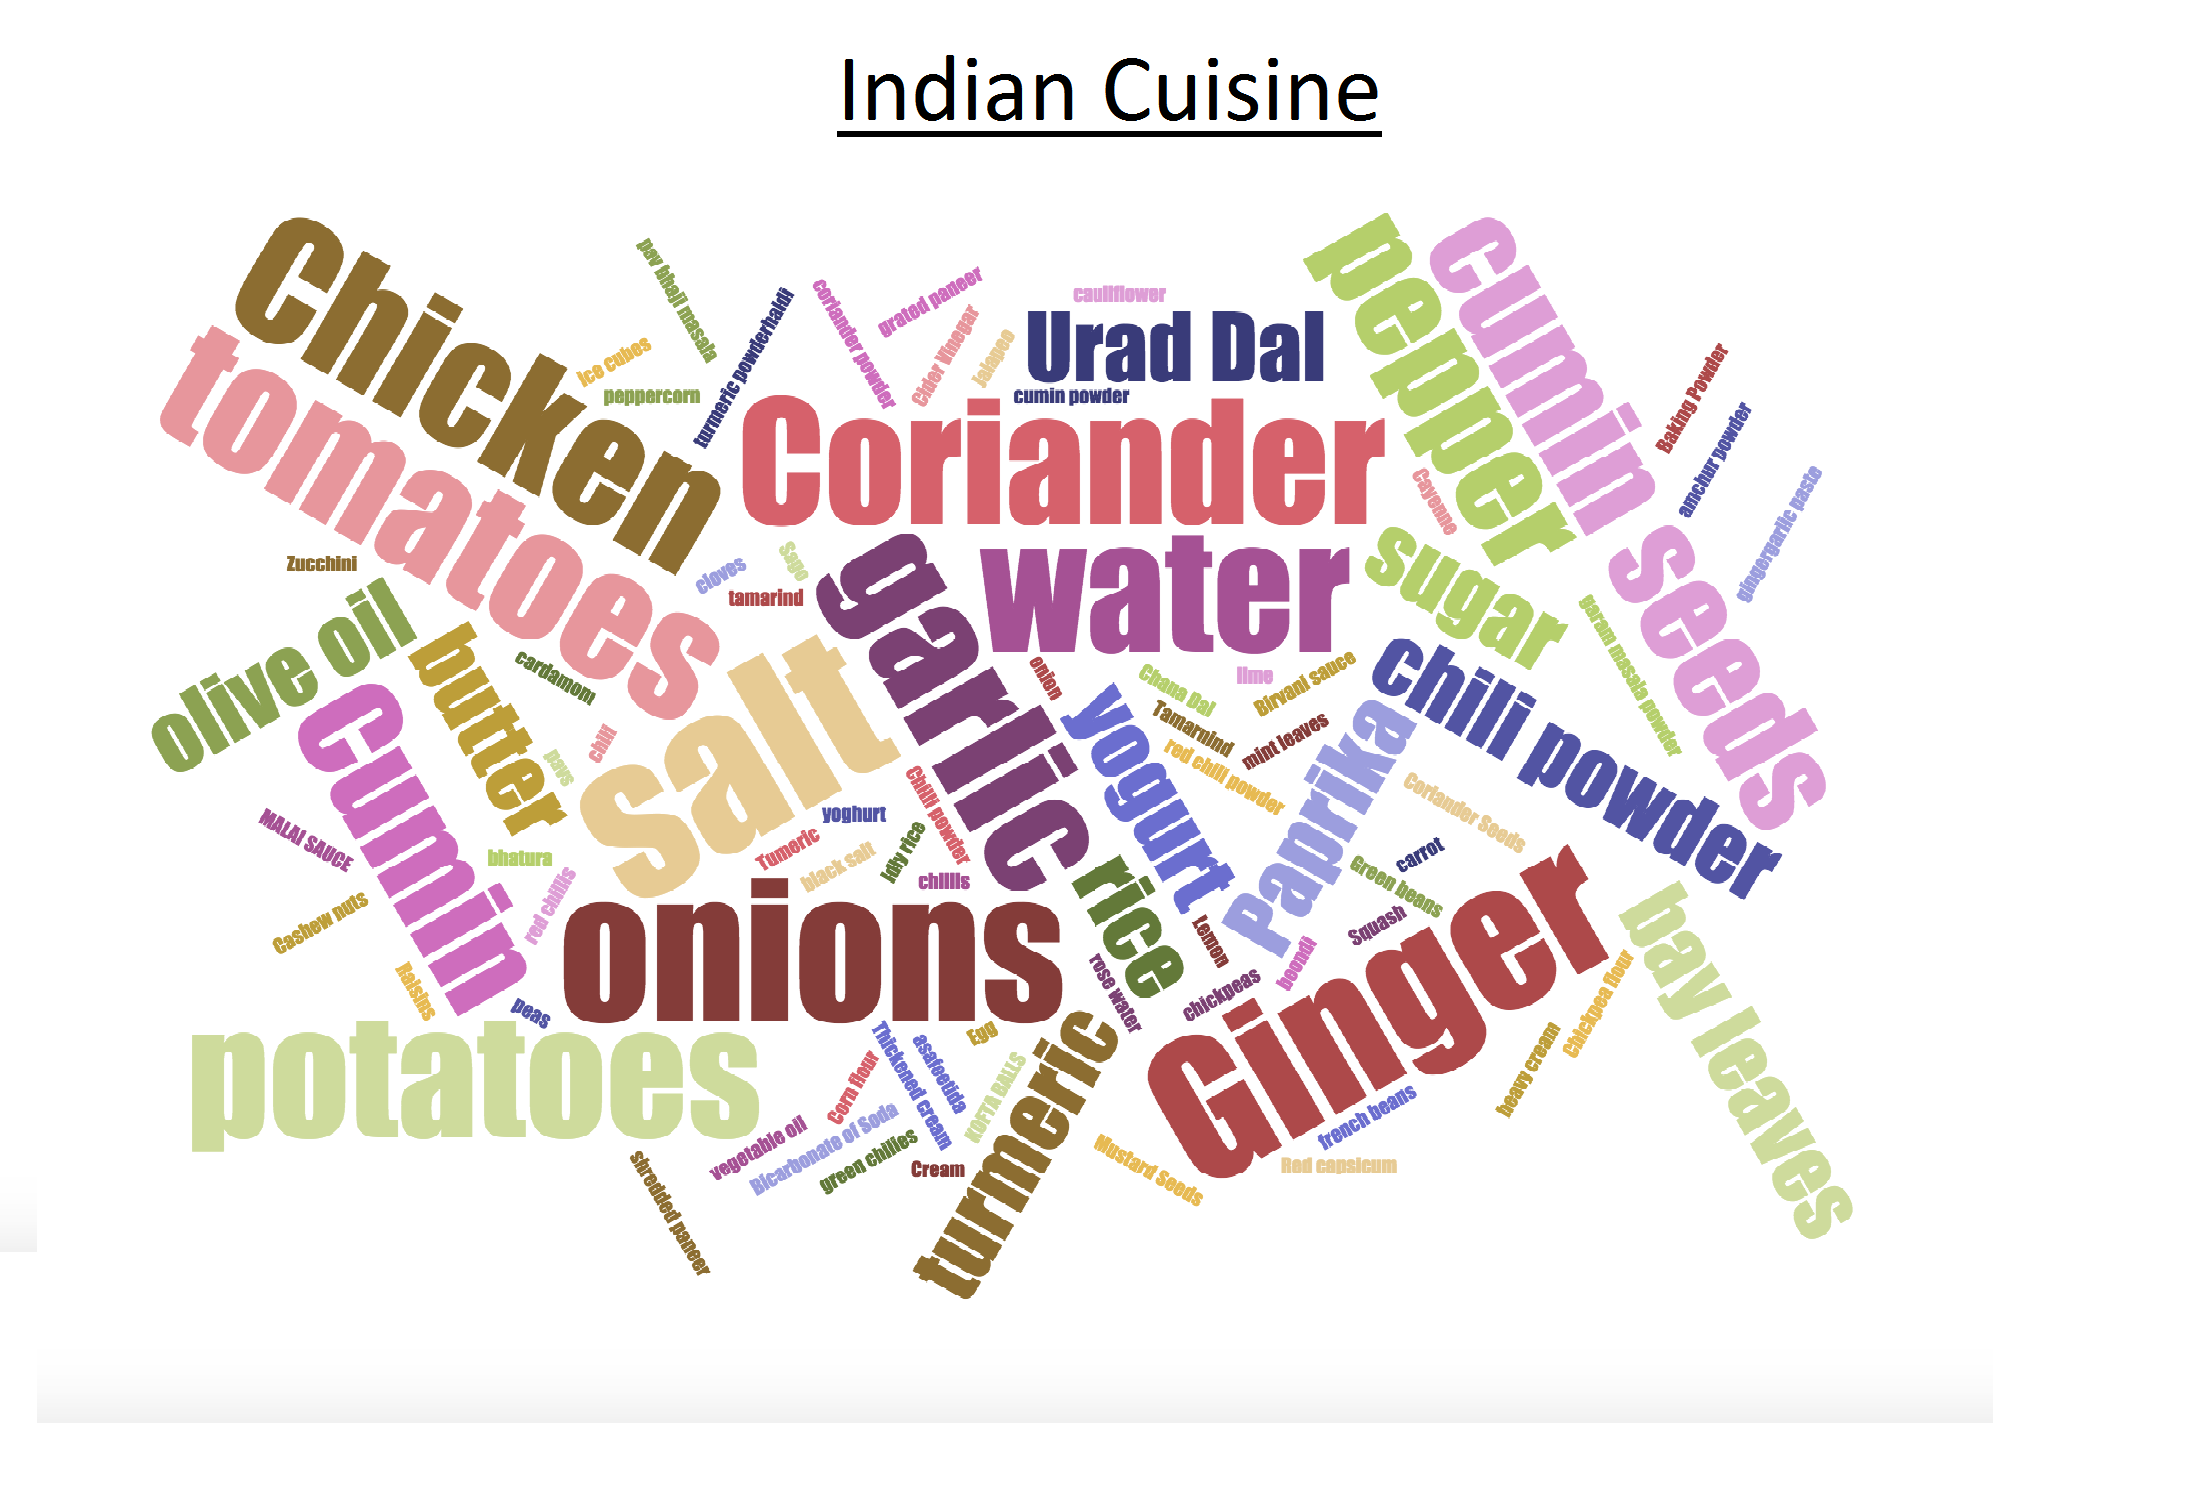 Indian Cuisine
Chicken
tomatoes
pav bhaji masala
Ice cubes
peppercorn
turmeric powderhaldi
coriander powder
grated paneer
Cider Vinegar
Jalapeo
cauliflower
Urad Dal
cumin powder
Coriander
pepper
cumin seeds
Baking Powder
amchur powder
gingergarlic paste
Cayenne
Zucchini
cloves
Sago
tamarind
garlic
water
sugar
garam masala powder
olive oil
butter
cardamom
salt
onion
Chana Dal
lime
Biryani sauce
chili powder
Cumin
pavs
chili
yogurt
Tamarnind
red chili powder
mint leaves
Paprika
Coriander Seeds
MALAI SAUCE
bhatura
red chillis
Tumeric
yoghurt
black salt
Idly rice
Chilli powder
chillis
rice
carrot
Green beans
Squash
Cashew nuts
Raisins
peas
onions
Lemon
rose water
chickpeas
boondi
Ginger
bay leaves
Chickpea flour
heavy cream
potatoes
Corn flour
Thickened cream
asafeetida
Egg
KOFTA BALLS
turmeric
french beans
vegetable oil
Bicarbonate of Soda
green chilies
Cream
Mustard Seeds
Red capsicum
shredded paneer